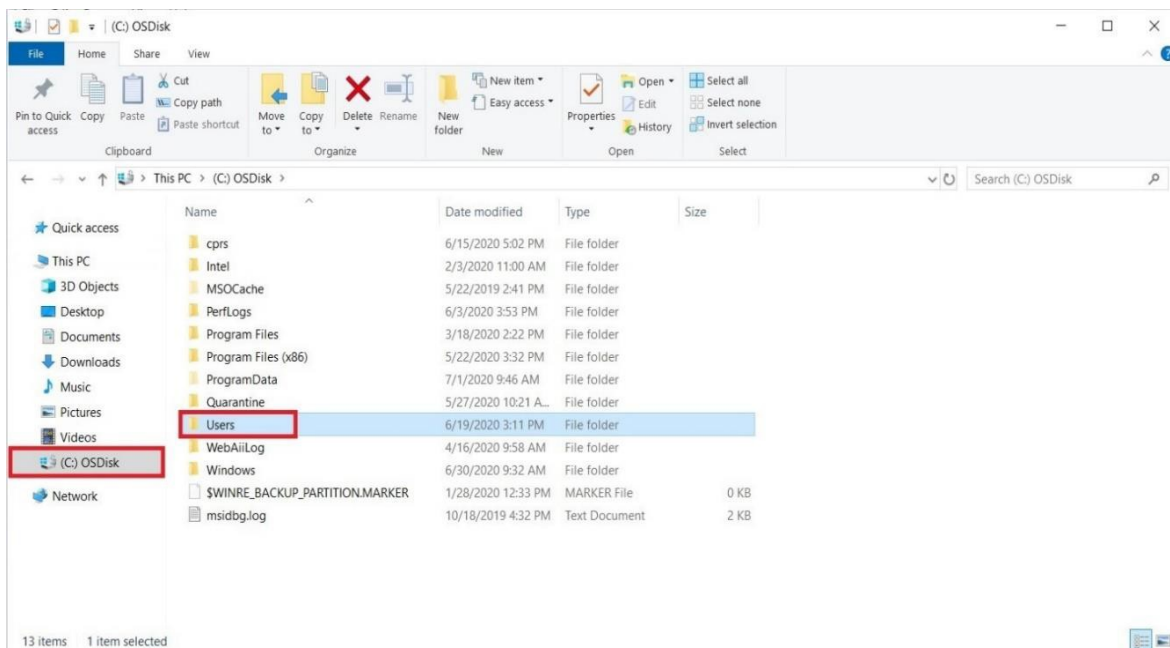 (C:) OSDisk
File Home Share View
Pin to Quick access
Copy
Paste
Cut
Copy path
Paste shortcut
Clipboard
Move to
Copy to
Delete
Rename
Organize
New folder
New item
Easy access
New
Properties
Open
Edit
History
Open
Select all
Select none
Invert selection
Select
This PC > (C:) OSDisk >
Search (C:) OSDisk
Quick access
This PC
3D Objects
Desktop
Documents
Downloads
Music
Pictures
Videos
(C:) OSDisk
Network
Name Date modified Type Size
cprs 6/15/2020 5:02 PM File folder
Intel 2/3/2020 11:00 AM File folder
MSOCache 5/22/2019 2:41 PM File folder
PerfLogs 6/3/2020 3:53 PM File folder
Program Files 3/18/2020 2:22 PM File folder
Program Files (x86) 5/22/2020 3:32 PM File folder
ProgramData 7/1/2020 9:46 AM File folder
Quarantine 5/27/2020 10:21 A... File folder
Users 6/19/2020 3:11 PM File folder
WebAiiLog 4/16/2020 9:58 AM File folder
Windows 6/30/2020 9:32 AM File folder
$WINRE_BACKUP_PARTITION.MARKER 1/28/2020 12:33 PM MARKER File 0 KB
msidbg.log 10/18/2019 4:32 PM Text Document 2 KB
13 items 1 item selected